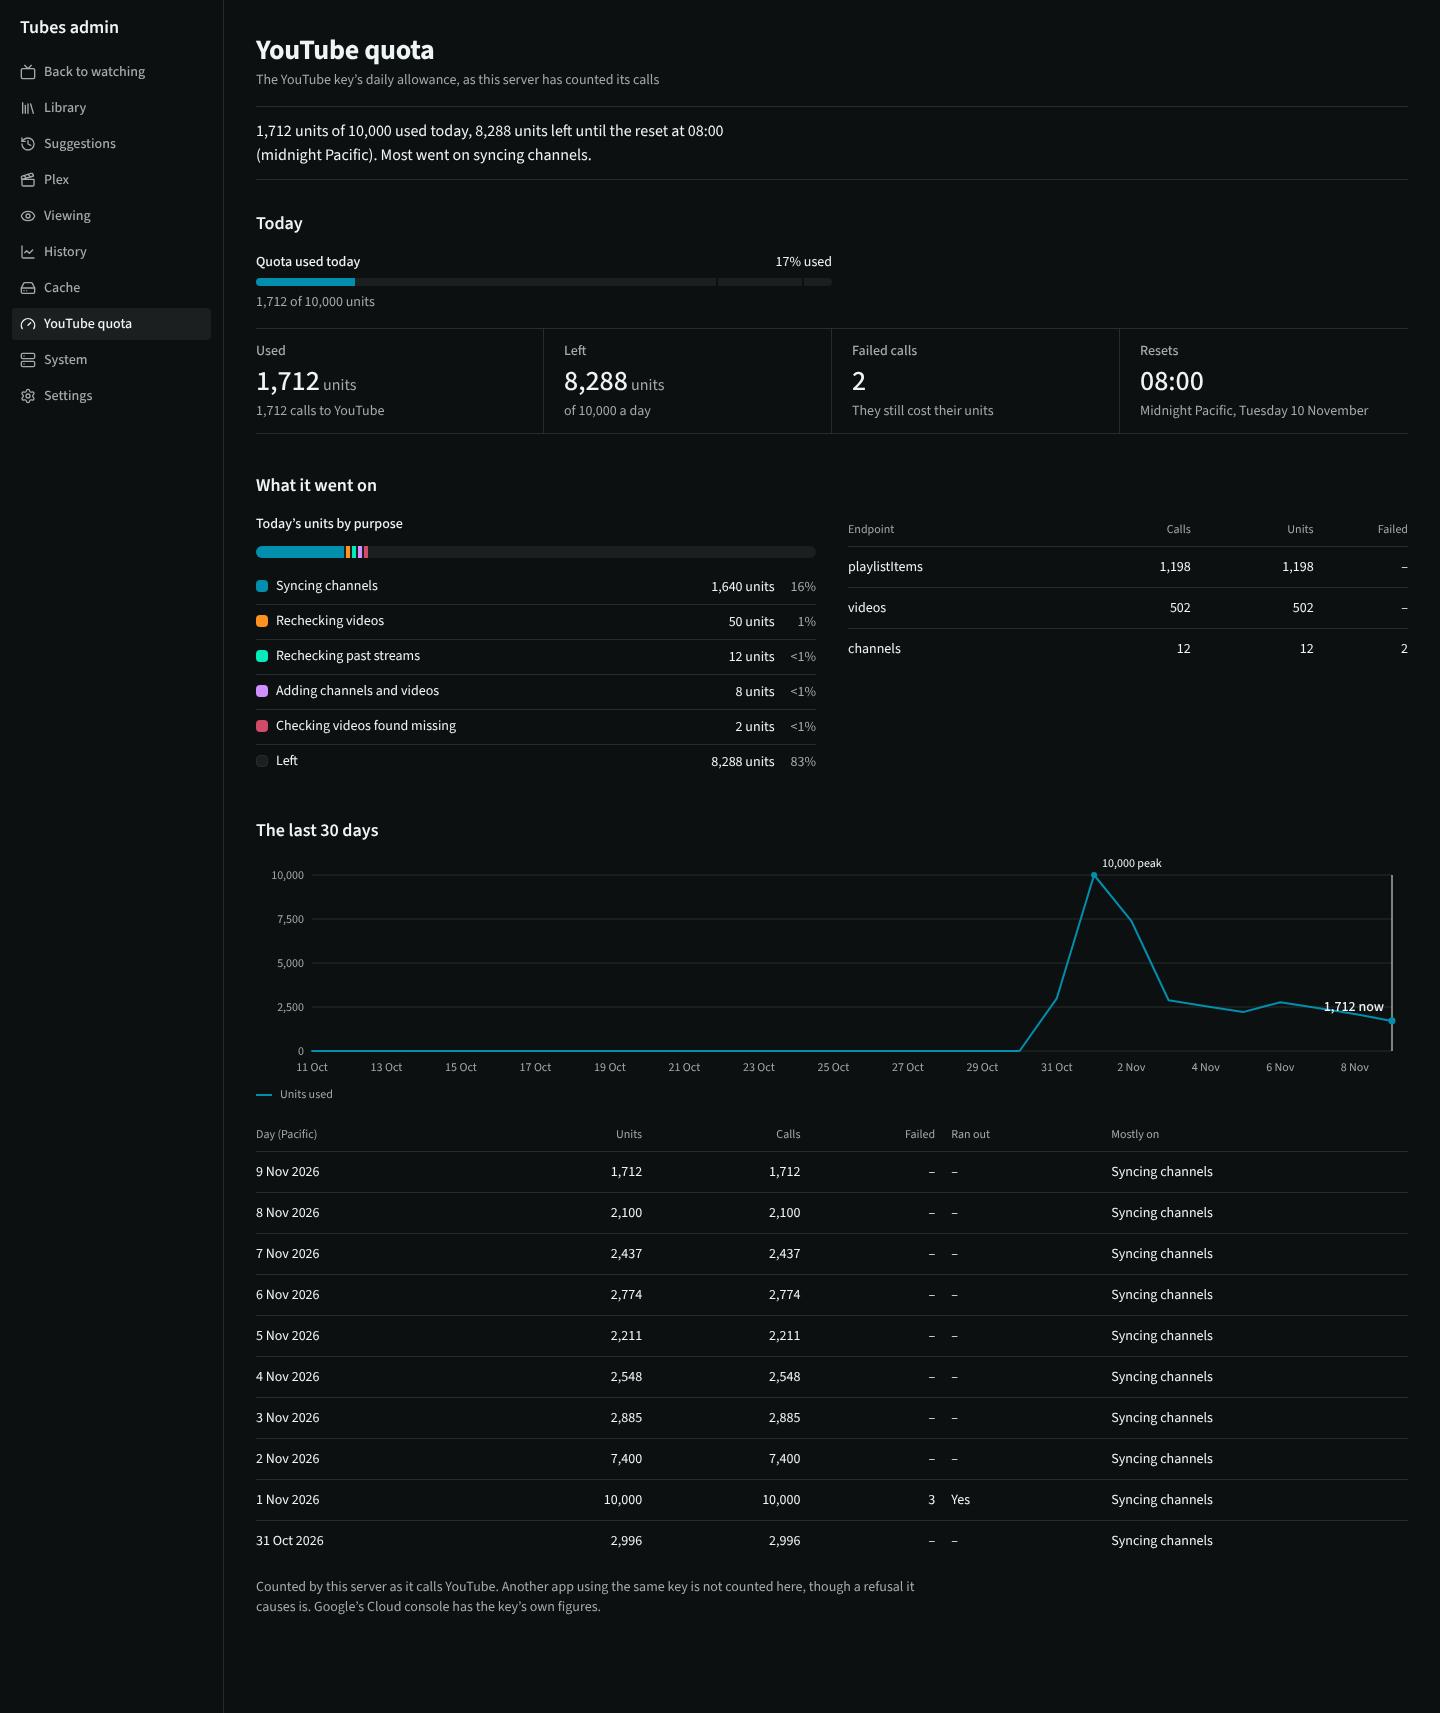 Tubes admin
Back to watching
Library
Suggestions
Plex
Viewing
History
Cache
YouTube quota
System
Settings
YouTube quota
The YouTube key’s daily allowance, as this server has counted its calls
1,712 units of 10,000 used today, 8,288 units left until the reset at 08:00
(midnight Pacific). Most went on syncing channels.
Today
Quota used today 17% used
1,712 of 10,000 units
Used
1,712 units
1,712 calls to YouTube
Left
8,288 units
of 10,000 a day
Failed calls
2
They still cost their units
Resets
08:00
Midnight Pacific, Tuesday 10 November
What it went on
Today’s units by purpose
Syncing channels 1,640 units 16%
Rechecking videos 50 units 1%
Rechecking past streams 12 units <1%
Adding channels and videos 8 units <1%
Checking videos found missing 2 units <1%
Left 8,288 units 83%
Endpoint Calls Units Failed
playlistItems 1,198 1,198 –
videos 502 502 –
channels 12 12 2
The last 30 days
10,000 peak
10,000
7,500
5,000
2,500
1,712 now
0
11 Oct 13 Oct 15 Oct 17 Oct 19 Oct 21 Oct 23 Oct 25 Oct 27 Oct 29 Oct 31 Oct 2 Nov 4 Nov 6 Nov 8 Nov
Units used
Day (Pacific) Units Calls Failed Ran out Mostly on
9 Nov 2026 1,712 1,712 – – Syncing channels
8 Nov 2026 2,100 2,100 – – Syncing channels
7 Nov 2026 2,437 2,437 – – Syncing channels
6 Nov 2026 2,774 2,774 – – Syncing channels
5 Nov 2026 2,211 2,211 – – Syncing channels
4 Nov 2026 2,548 2,548 – – Syncing channels
3 Nov 2026 2,885 2,885 – – Syncing channels
2 Nov 2026 7,400 7,400 – – Syncing channels
1 Nov 2026 10,000 10,000 3 Yes Syncing channels
31 Oct 2026 2,996 2,996 – – Syncing channels
Counted by this server as it calls YouTube. Another app using the same key is not counted here, though a refusal it
causes is. Google’s Cloud console has the key’s own figures.